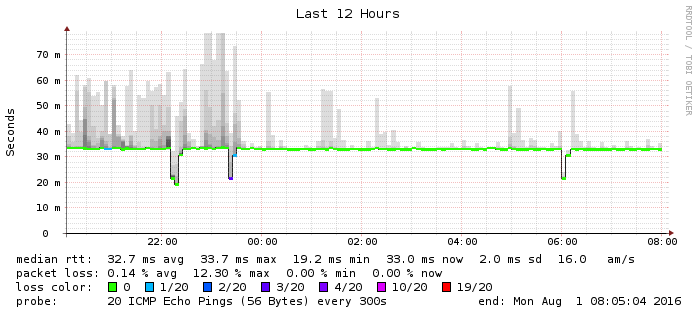 Last 12 Hours
RRDTOOL / TOBI OETIKER
Seconds
70 m
60 m
50 m
40 m
30 m
20 m
10 m
0
22:00 00:00 02:00 04:00 06:00 08:00
median rtt: 32.7 ms avg 33.7 ms max 19.2 ms min 33.0 ms now 2.0 ms sd 16.0 am/s
packet loss: 0.14 % avg 12.30 % max 0.00 % min 0.00 % now
loss color: 0 1/20 2/20 3/20 4/20 10/20 19/20
probe: 20 ICMP Echo Pings (56 Bytes) every 300s end: Mon Aug 1 08:05:04 2016